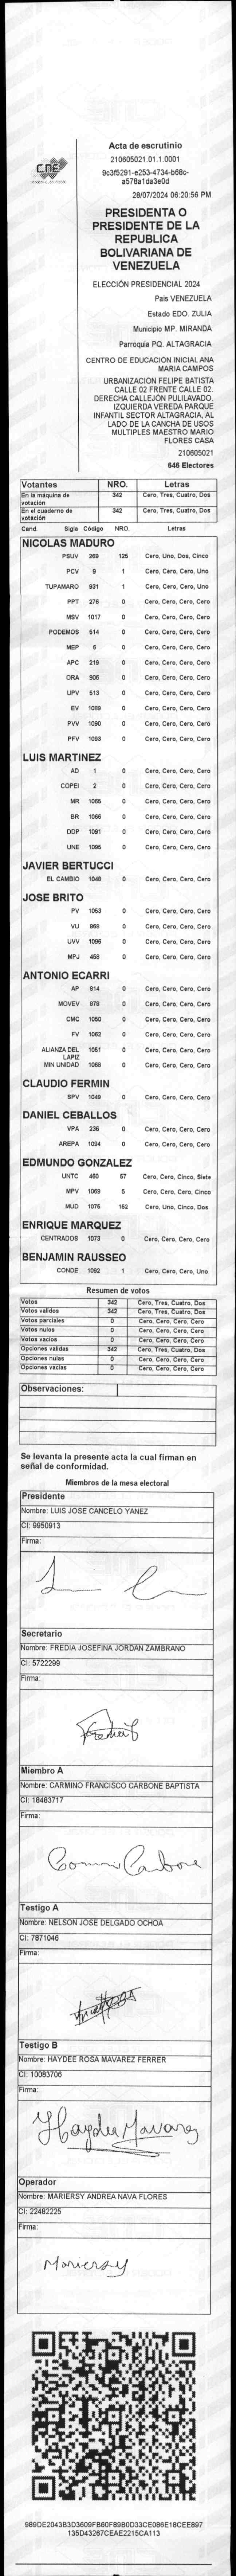 CNE
Acta de escrutinio
210605021.01.1.0001
9c3f5291-e253-4734-b68c-
a578a1da3e0d
28/07/2024 06:20:56 PM
PRESIDENTA O
PRESIDENTE DE LA
REPUBLICA
BOLIVARIANA DE
VENEZUELA
ELECCIÓN PRESIDENCIAL 2024
País VENEZUELA
Estado EDO. ZULIA
Municipio MP. MIRANDA
Parroquia PQ. ALTAGRACIA
CENTRO DE EDUCACION INICIAL ANA
MARIA CAMPOS
URBANIZACION FELIPE BATISTA
CALLE 02 FRENTE CALLE 02.
DERECHA CALLEJÓN PULILAVADO.
IZQUIERDA VEREDA PARQUE
INFANTIL SECTOR ALTAGRACIA, AL
LADO DE LA CANCHA DE USOS
MULTIPLES MAESTRO MARIO
FLORES CASA
210605021
646 Electores
Votantes NRO. Letras
En la máquina de votación 342 Cero, Tres, Cuatro, Dos
En el cuaderno de votación 342 Cero, Tres, Cuatro, Dos
Cand. Sigla Código NRO. Letras
NICOLAS MADURO
PSUV 269 125 Cero, Uno, Dos, Cinco
PCV 9 1 Cero, Cero, Cero, Uno
TUPAMARO 931 1 Cero, Cero, Cero, Uno
PPT 276 0 Cero, Cero, Cero, Cero
MSV 1017 0 Cero, Cero, Cero, Cero
PODEMOS 514 0 Cero, Cero, Cero, Cero
MEP 6 0 Cero, Cero, Cero, Cero
APC 219 0 Cero, Cero, Cero, Cero
ORA 906 0 Cero, Cero, Cero, Cero
UPV 513 0 Cero, Cero, Cero, Cero
EV 1089 0 Cero, Cero, Cero, Cero
PVV 1090 0 Cero, Cero, Cero, Cero
PFV 1093 0 Cero, Cero, Cero, Cero
LUIS MARTINEZ
AD 1 0 Cero, Cero, Cero, Cero
COPEI 2 0 Cero, Cero, Cero, Cero
MR 1065 0 Cero, Cero, Cero, Cero
BR 1066 0 Cero, Cero, Cero, Cero
DDP 1091 0 Cero, Cero, Cero, Cero
UNE 1095 0 Cero, Cero, Cero, Cero
JAVIER BERTUCCI
EL CAMBIO 1048 0 Cero, Cero, Cero, Cero
JOSE BRITO
PV 1053 0 Cero, Cero, Cero, Cero
VU 868 0 Cero, Cero, Cero, Cero
UVV 1096 0 Cero, Cero, Cero, Cero
MPJ 458 0 Cero, Cero, Cero, Cero
ANTONIO ECARRI
AP 814 0 Cero, Cero, Cero, Cero
MOVEV 878 0 Cero, Cero, Cero, Cero
CMC 1050 0 Cero, Cero, Cero, Cero
FV 1062 0 Cero, Cero, Cero, Cero
ALIANZA DEL LAPIZ 1051 0 Cero, Cero, Cero, Cero
MIN UNIDAD 1068 0 Cero, Cero, Cero, Cero
CLAUDIO FERMIN
SPV 1049 0 Cero, Cero, Cero, Cero
DANIEL CEBALLOS
VPA 236 0 Cero, Cero, Cero, Cero
AREPA 1094 0 Cero, Cero, Cero, Cero
EDMUNDO GONZALEZ
UNTC 460 57 Cero, Cero, Cinco, Siete
MPV 1069 5 Cero, Cero, Cero, Cinco
MUD 1075 152 Cero, Uno, Cinco, Dos
ENRIQUE MARQUEZ
CENTRADOS 1073 0 Cero, Cero, Cero, Cero
BENJAMIN RAUSSEO
CONDE 1092 1 Cero, Cero, Cero, Uno
Resumen de votos
Votos 342 Cero, Tres, Cuatro, Dos
Votos validos 342 Cero, Tres, Cuatro, Dos
Votos parciales 0 Cero, Cero, Cero, Cero
Votos nulos 0 Cero, Cero, Cero, Cero
Votos vacios 0 Cero, Cero, Cero, Cero
Opciones validas 342 Cero, Tres, Cuatro, Dos
Opciones nulas 0 Cero, Cero, Cero, Cero
Opciones vacias 0 Cero, Cero, Cero, Cero
Observaciones:
Se levanta la presente acta la cual firman en
señal de conformidad.
Miembros de la mesa electoral
Presidente
Nombre: LUIS JOSE CANCELO YANEZ
CI: 9950913
Firma:
Secretario
Nombre: FREDIA JOSEFINA JORDAN ZAMBRANO
CI: 5722299
Firma:
Miembro A
Nombre: CARMINO FRANCISCO CARBONE BAPTISTA
CI: 18483717
Firma:
Carbone
Testigo A
Nombre: NELSON JOSE DELGADO OCHOA
CI: 7871046
Firma:
Testigo B
Nombre: HAYDEE ROSA MAVAREZ FERRER
CI: 10083706
Firma:
Haydee Mavarez
Operador
Nombre: MARIERSY ANDREA NAVA FLORES
CI: 22482225
Firma:
Mariersy
989DE2043B3D3609FB60F89B0D33CE086E18CEE897
135D43267CEAE2215CA113